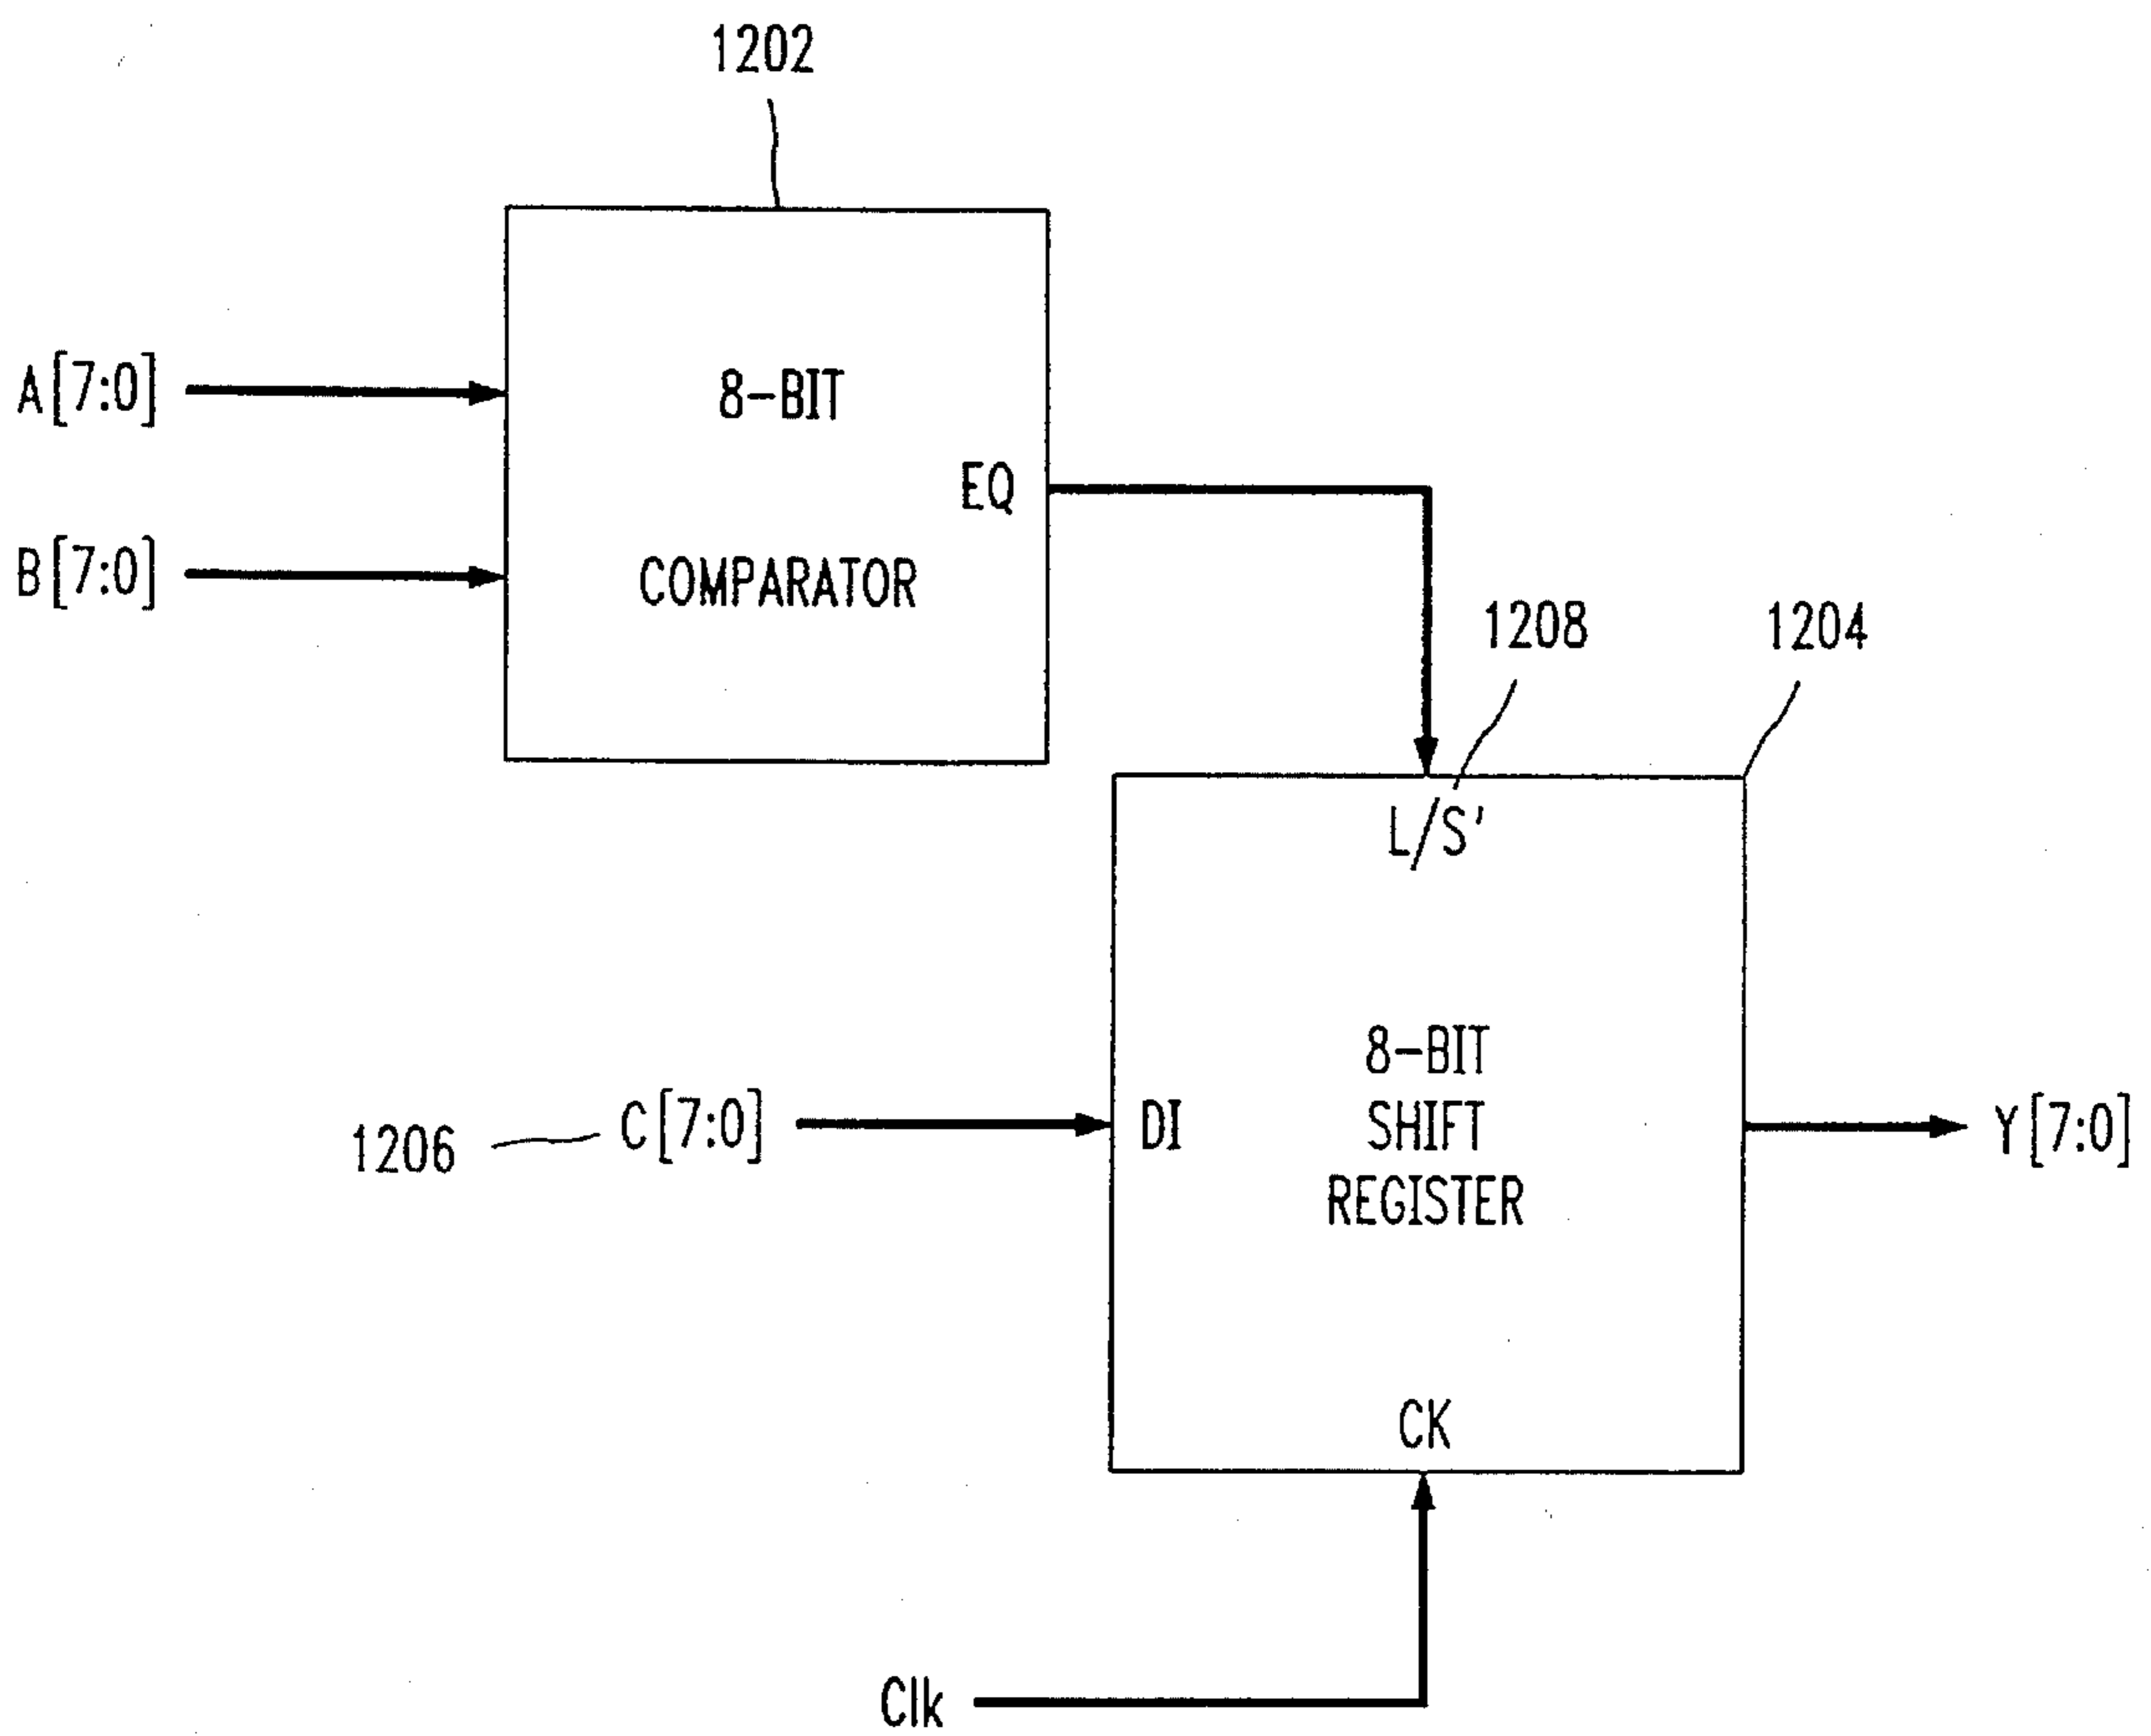 1202
A[7:0]
B[7:0]
8-BIT
COMPARATOR
EQ
1208
1204
L/S'
1206
C[7:0]
DI
8-BIT
SHIFT
REGISTER
Y[7:0]
CK
Clk